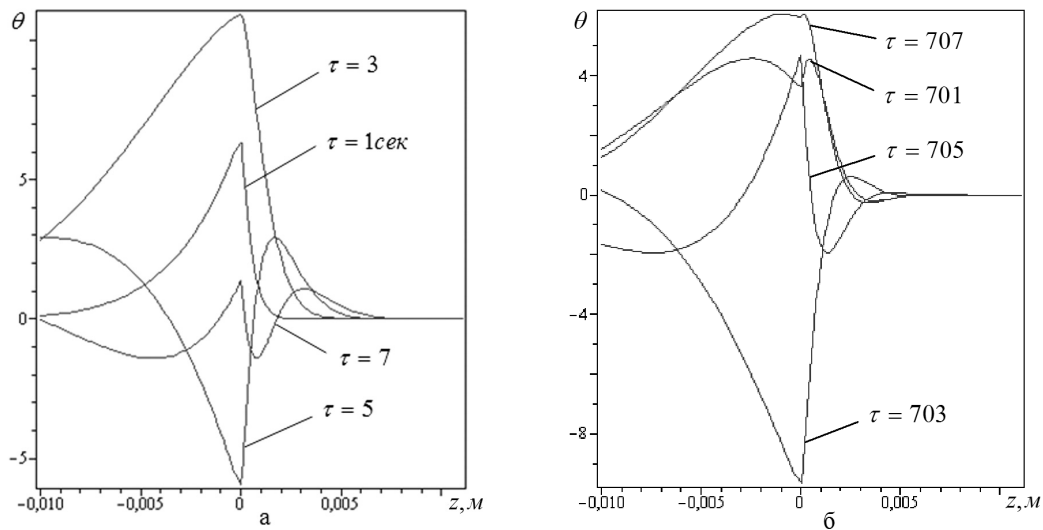 θ
τ = 3
τ = 1сек
5
0
τ = 7
τ = 5
−5
−0,010 −0,005 0 0,005 z, м
а
θ
τ = 707
4
τ = 701
τ = 705
0
−4
τ = 703
−8
−0,010 −0,005 0 0,005 z, м
б